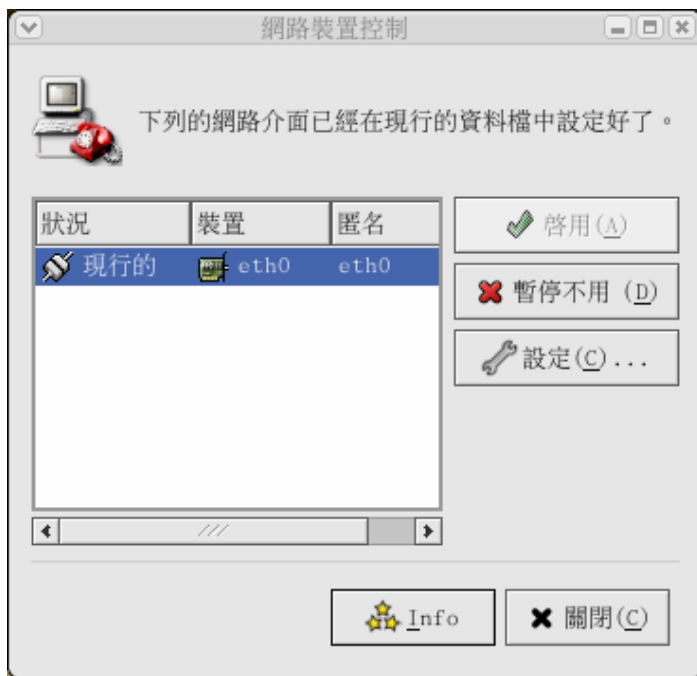 網路裝置控制
下列的網路介面已經在現行的資料檔中設定好了。
狀況 裝置 匿名
現行的 eth0 eth0
啓用(A)
暫停不用 (D)
設定(C)...
Info
關閉(C)